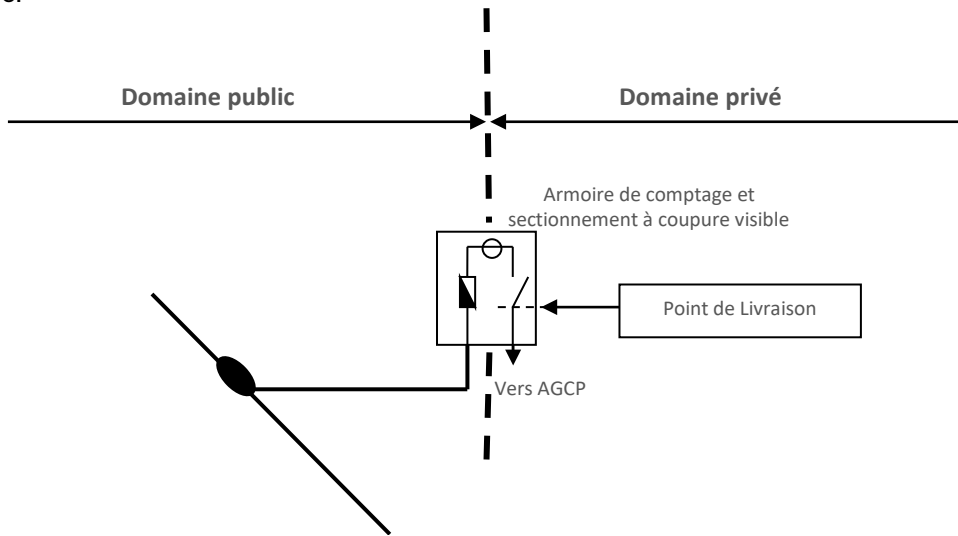 Domaine public
Domaine privé
Armoire de comptage et
sectionnement à coupure visible
Point de Livraison
Vers AGCP